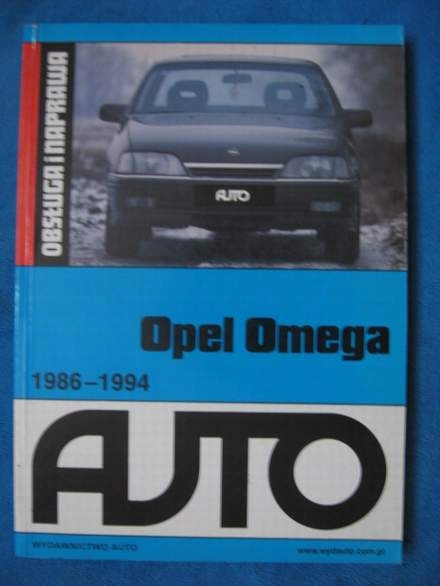 OBSŁUGA i NAPRAWA
AUTO
Opel Omega
1986–1994
AUTO
WYDAWNICTWO AUTO
www.wydauto.com.pl